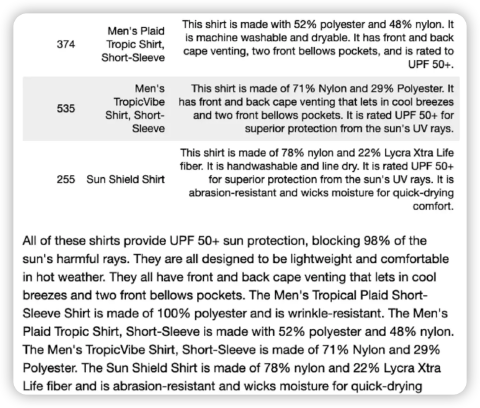 374 Men's Plaid Tropic Shirt, Short-Sleeve This shirt is made with 52% polyester and 48% nylon. It is machine washable and dryable. It has front and back cape venting, two front bellows pockets, and is rated to UPF 50+.
535 Men's TropicVibe Shirt, Short-Sleeve This shirt is made of 71% Nylon and 29% Polyester. It has front and back cape venting that lets in cool breezes and two front bellows pockets. It is rated UPF 50+ for superior protection from the sun's UV rays.
255 Sun Shield Shirt This shirt is made of 78% nylon and 22% Lycra Xtra Life fiber. It is handwashable and line dry. It is rated UPF 50+ for superior protection from the sun's UV rays. It is abrasion-resistant and wicks moisture for quick-drying comfort.
All of these shirts provide UPF 50+ sun protection, blocking 98% of the
sun's harmful rays. They are all designed to be lightweight and comfortable
in hot weather. They all have front and back cape venting that lets in cool
breezes and two front bellows pockets. The Men's Tropical Plaid Short-
Sleeve Shirt is made of 100% polyester and is wrinkle-resistant. The Men's
Plaid Tropic Shirt, Short-Sleeve is made with 52% polyester and 48% nylon.
The Men's TropicVibe Shirt, Short-Sleeve is made of 71% Nylon and 29%
Polyester. The Sun Shield Shirt is made of 78% nylon and 22% Lycra Xtra
Life fiber and is abrasion-resistant and wicks moisture for quick-drying